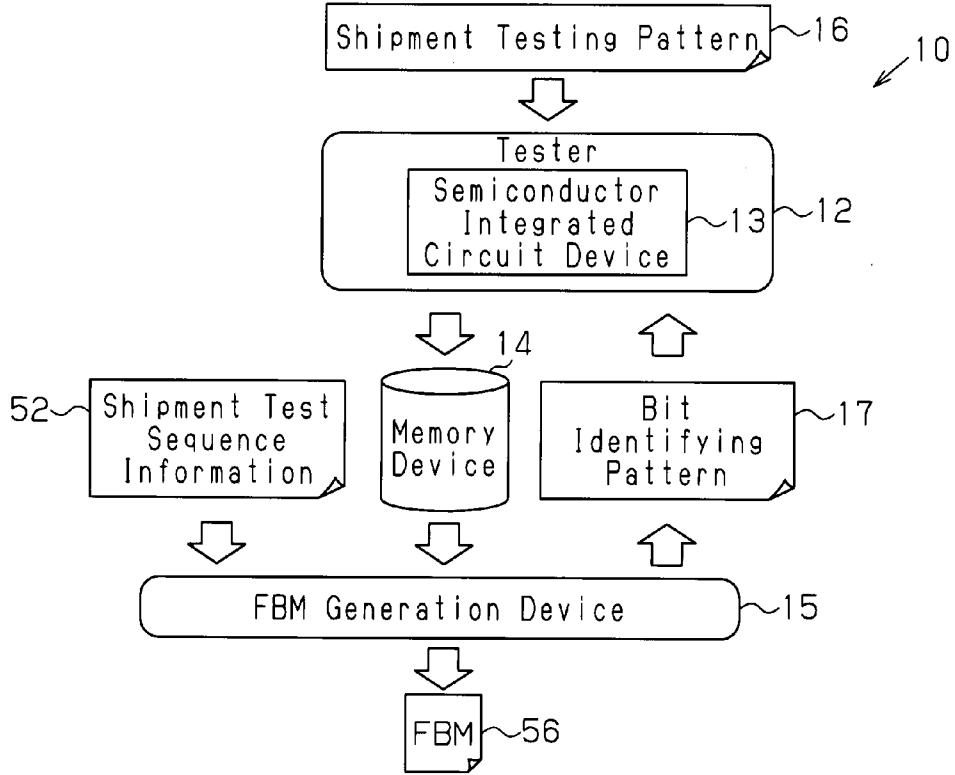 Shipment Testing Pattern
16
10
Tester
Semiconductor
Integrated
Circuit Device
13
12
14
52
Shipment Test
Sequence
Information
Memory
Device
Bit
Identifying
Pattern
17
FBM Generation Device
15
FBM
56